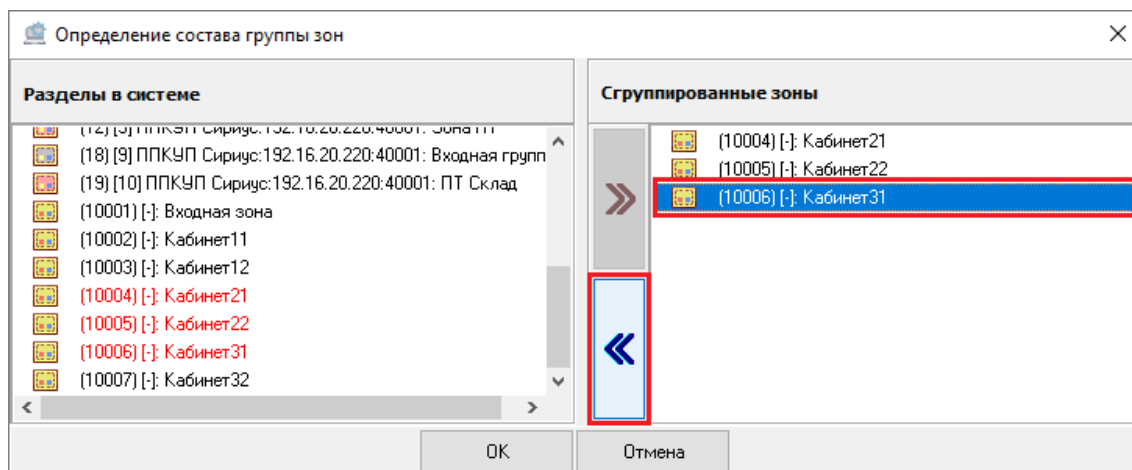 Определение состава группы зон
Разделы в системе
(18) [9] ППКУП Сириус:192.16.20.220:40001: Входная групп
(19) [10] ППКУП Сириус:192.16.20.220:40001: ПТ Склад
(10001) [-]: Входная зона
(10002) [-]: Кабинет11
(10003) [-]: Кабинет12
(10004) [-]: Кабинет21
(10005) [-]: Кабинет22
(10006) [-]: Кабинет31
(10007) [-]: Кабинет32
Сгруппированные зоны
(10004) [-]: Кабинет21
(10005) [-]: Кабинет22
(10006) [-]: Кабинет31
OK
Отмена